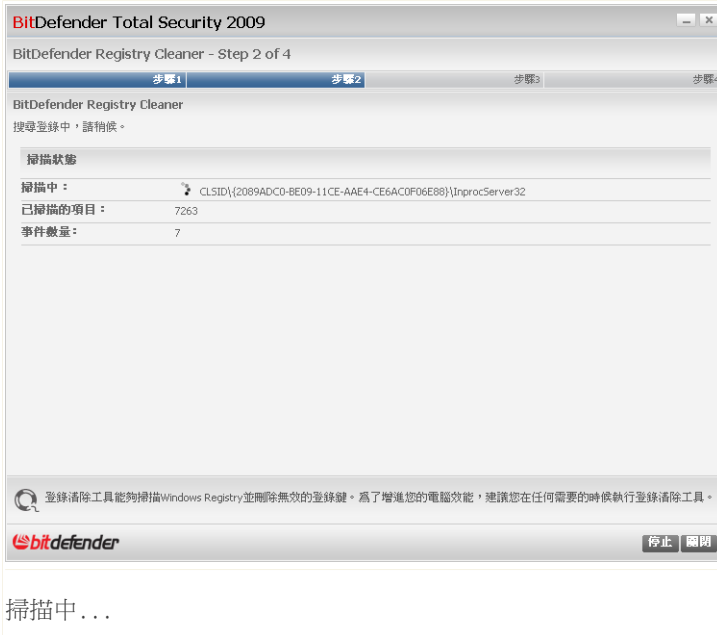 BitDefender Total Security 2009
BitDefender Registry Cleaner - Step 2 of 4
步驟1 步驟2 步驟3 步驟4
BitDefender Registry Cleaner
搜尋登錄中，請稍候。
掃描狀態
掃描中： CLSID\{2089ADC0-BE09-11CE-AAE4-CE6AC0F06E88}\InprocServer32
已掃描的項目： 7263
事件數量： 7
登錄清除工具能夠掃描Windows Registry並刪除無效的登錄鍵。為了增進您的電腦效能，建議您在任何需要的時候執行登錄清除工具。
bitdefender
停止 關閉
掃描中...